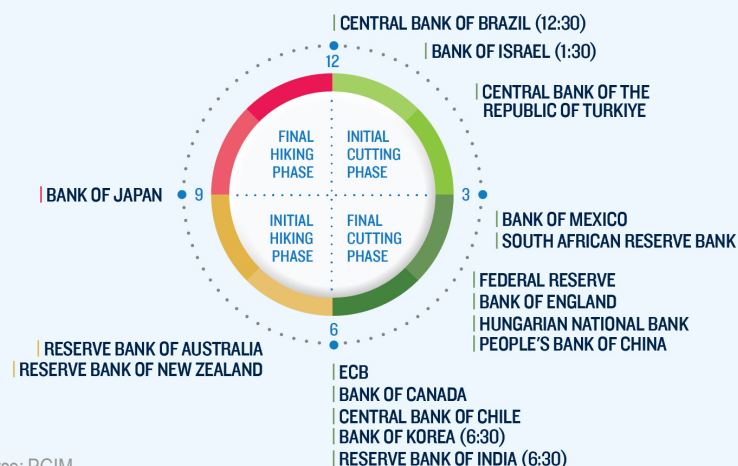 CENTRAL BANK OF BRAZIL (12:30)
12
BANK OF ISRAEL (1:30)
CENTRAL BANK OF THE
REPUBLIC OF TURKIYE
FINAL
HIKING
PHASE
INITIAL
CUTTING
PHASE
BANK OF JAPAN
9
3
INITIAL
HIKING
PHASE
FINAL
CUTTING
PHASE
BANK OF MEXICO
SOUTH AFRICAN RESERVE BANK
FEDERAL RESERVE
BANK OF ENGLAND
HUNGARIAN NATIONAL BANK
PEOPLE'S BANK OF CHINA
6
RESERVE BANK OF AUSTRALIA
RESERVE BANK OF NEW ZEALAND
ECB
BANK OF CANADA
CENTRAL BANK OF CHILE
BANK OF KOREA (6:30)
RESERVE BANK OF INDIA (6:30)
PGIM